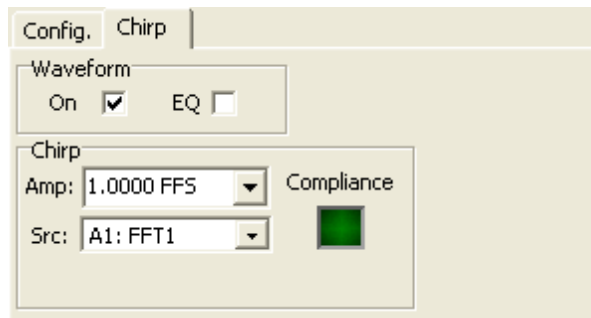 Config. Chirp
Waveform
On EQ
Chirp
Amp: 1.0000 FFS Compliance
Src: A1: FFT1